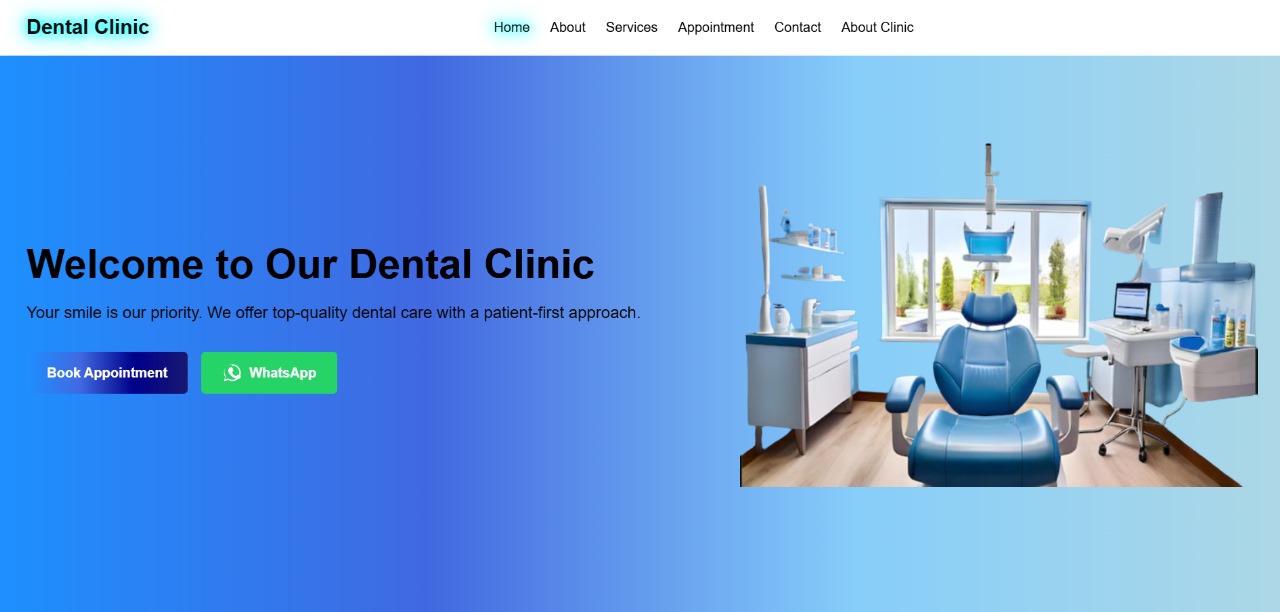 Dental Clinic
Home About Services Appointment Contact About Clinic
Welcome to Our Dental Clinic
Your smile is our priority. We offer top-quality dental care with a patient-first approach.
Book Appointment WhatsApp